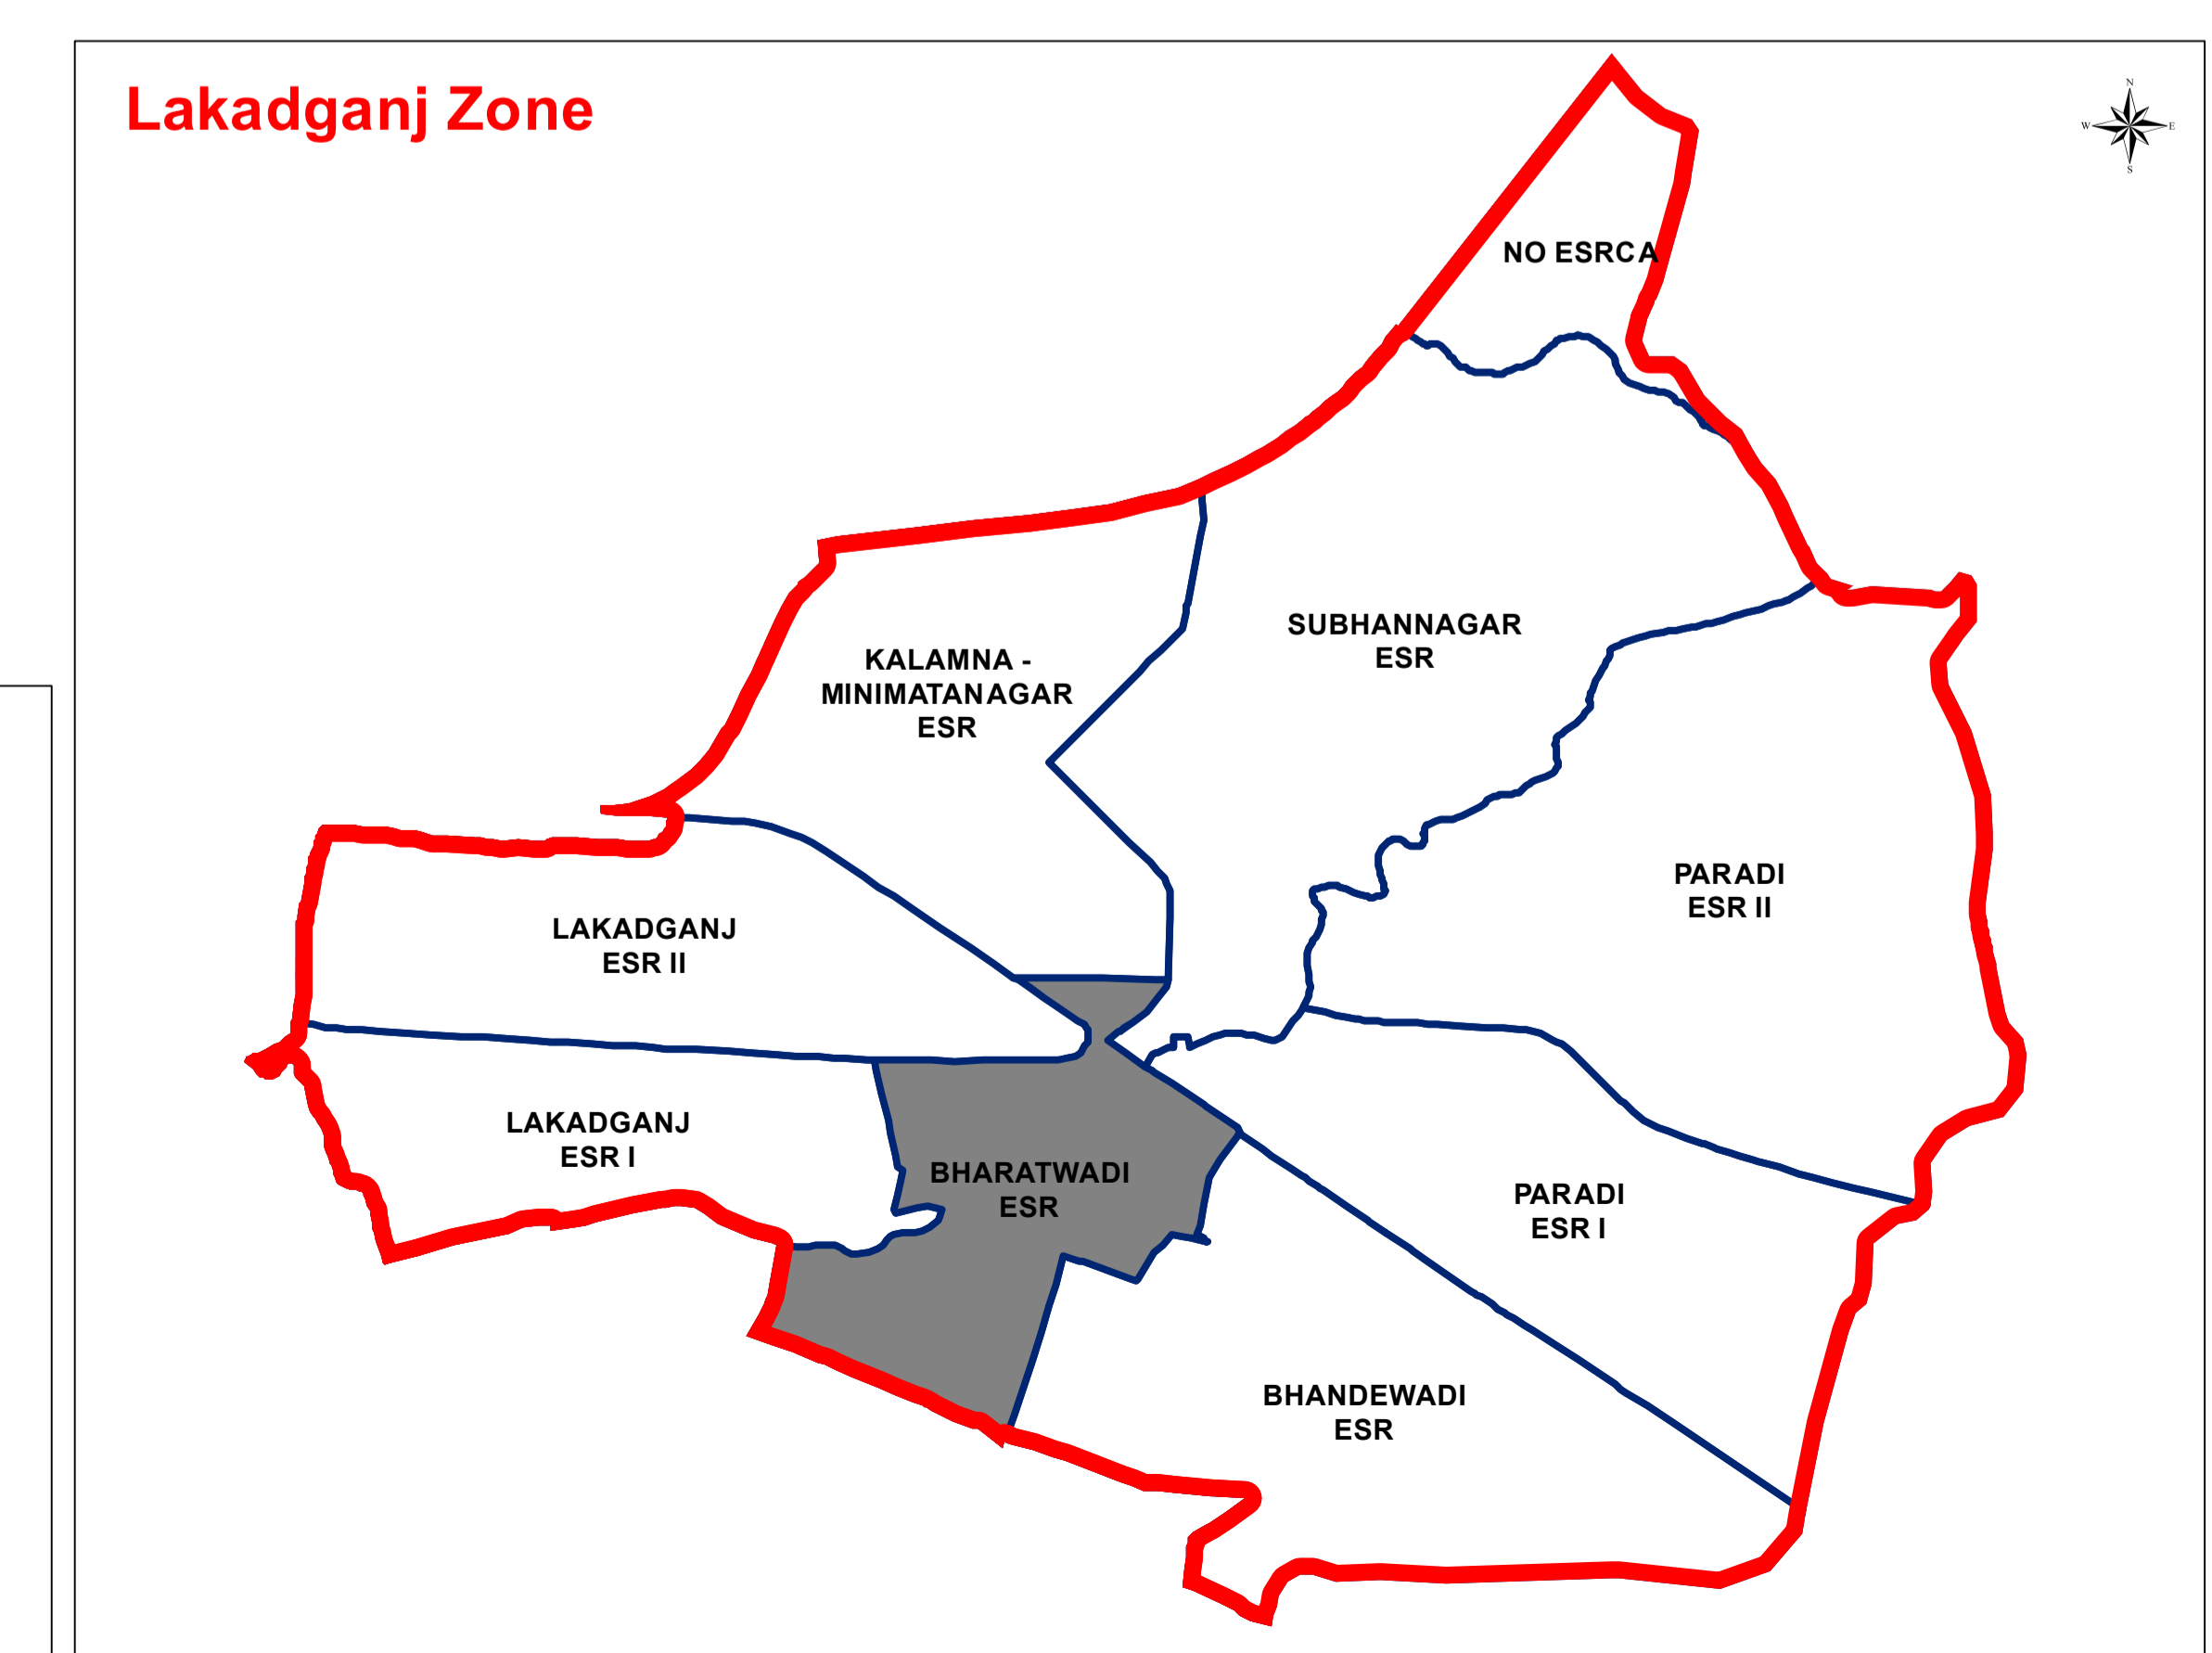 Lakadganj Zone
N
W
E
S
NO ESRCA
SUBHANNAGAR
ESR
KALAMNA -
MINIMATANAGAR
ESR
PARADI
ESR II
LAKADGANJ
ESR II
LAKADGANJ
ESR I
BHARATWADI
ESR
PARADI
ESR I
BHANDEWADI
ESR